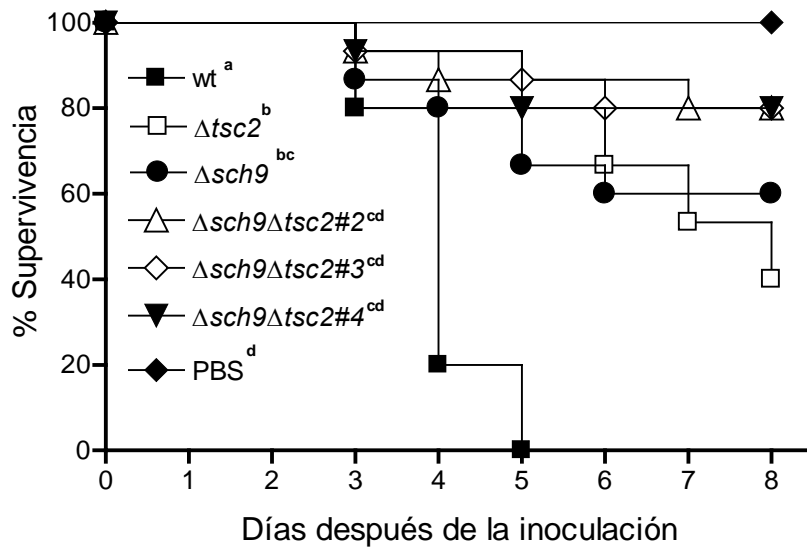 100
80
60
40
20
0
% Supervivencia
wt a
Δtsc2 b
Δsch9 bc
Δsch9Δtsc2#2 cd
Δsch9Δtsc2#3 cd
Δsch9Δtsc2#4 cd
PBS d
0 1 2 3 4 5 6 7 8
Días después de la inoculación